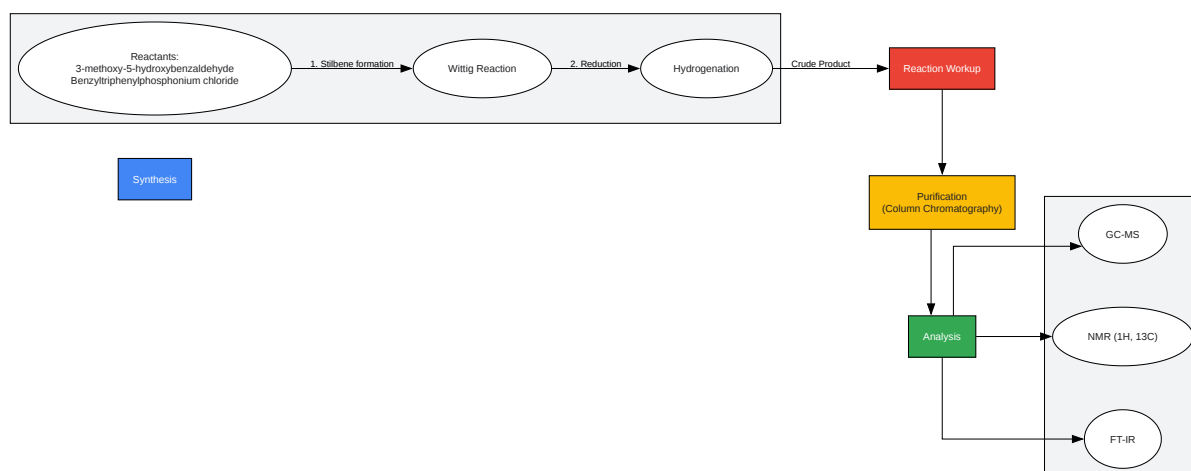 Reactants:
3-methoxy-5-hydroxybenzaldehyde
Benzyltriphenylphosphonium chloride
1. Stilbene formation
Wittig Reaction
2. Reduction
Hydrogenation
Crude Product
Reaction Workup
Synthesis
Purification
(Column Chromatography)
GC-MS
Analysis
NMR (1H, 13C)
FT-IR